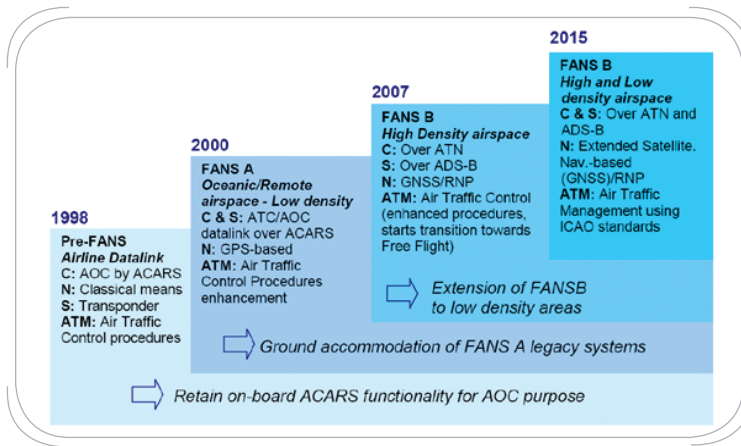 1998
Pre-FANS
Airline Datalink
C: AOC by ACARS
N: Classical means
S: Transponder
ATM: Air Traffic
Control procedures
2000
FANS A
Oceanic/Remote
airspace - Low density
C & S: ATC/AOC
datalink over ACARS
N: GPS-based
ATM: Air Traffic
Control Procedures
enhancement
2007
FANS B
High Density airspace
C: Over ATN
S: Over ADS-B
N: GNSS/RNP
ATM: Air Traffic Control
(enhanced procedures,
starts transition towards
Free Flight)
2015
FANS B
High and Low
density airspace
C & S: Over ATN and
ADS-B
N: Extended Satellite.
Nav.-based
(GNSS)/RNP
ATM: Air Traffic
Management using
ICAO standards
Extension of FANSB
to low density areas
Ground accommodation of FANS A legacy systems
Retain on-board ACARS functionality for AOC purpose